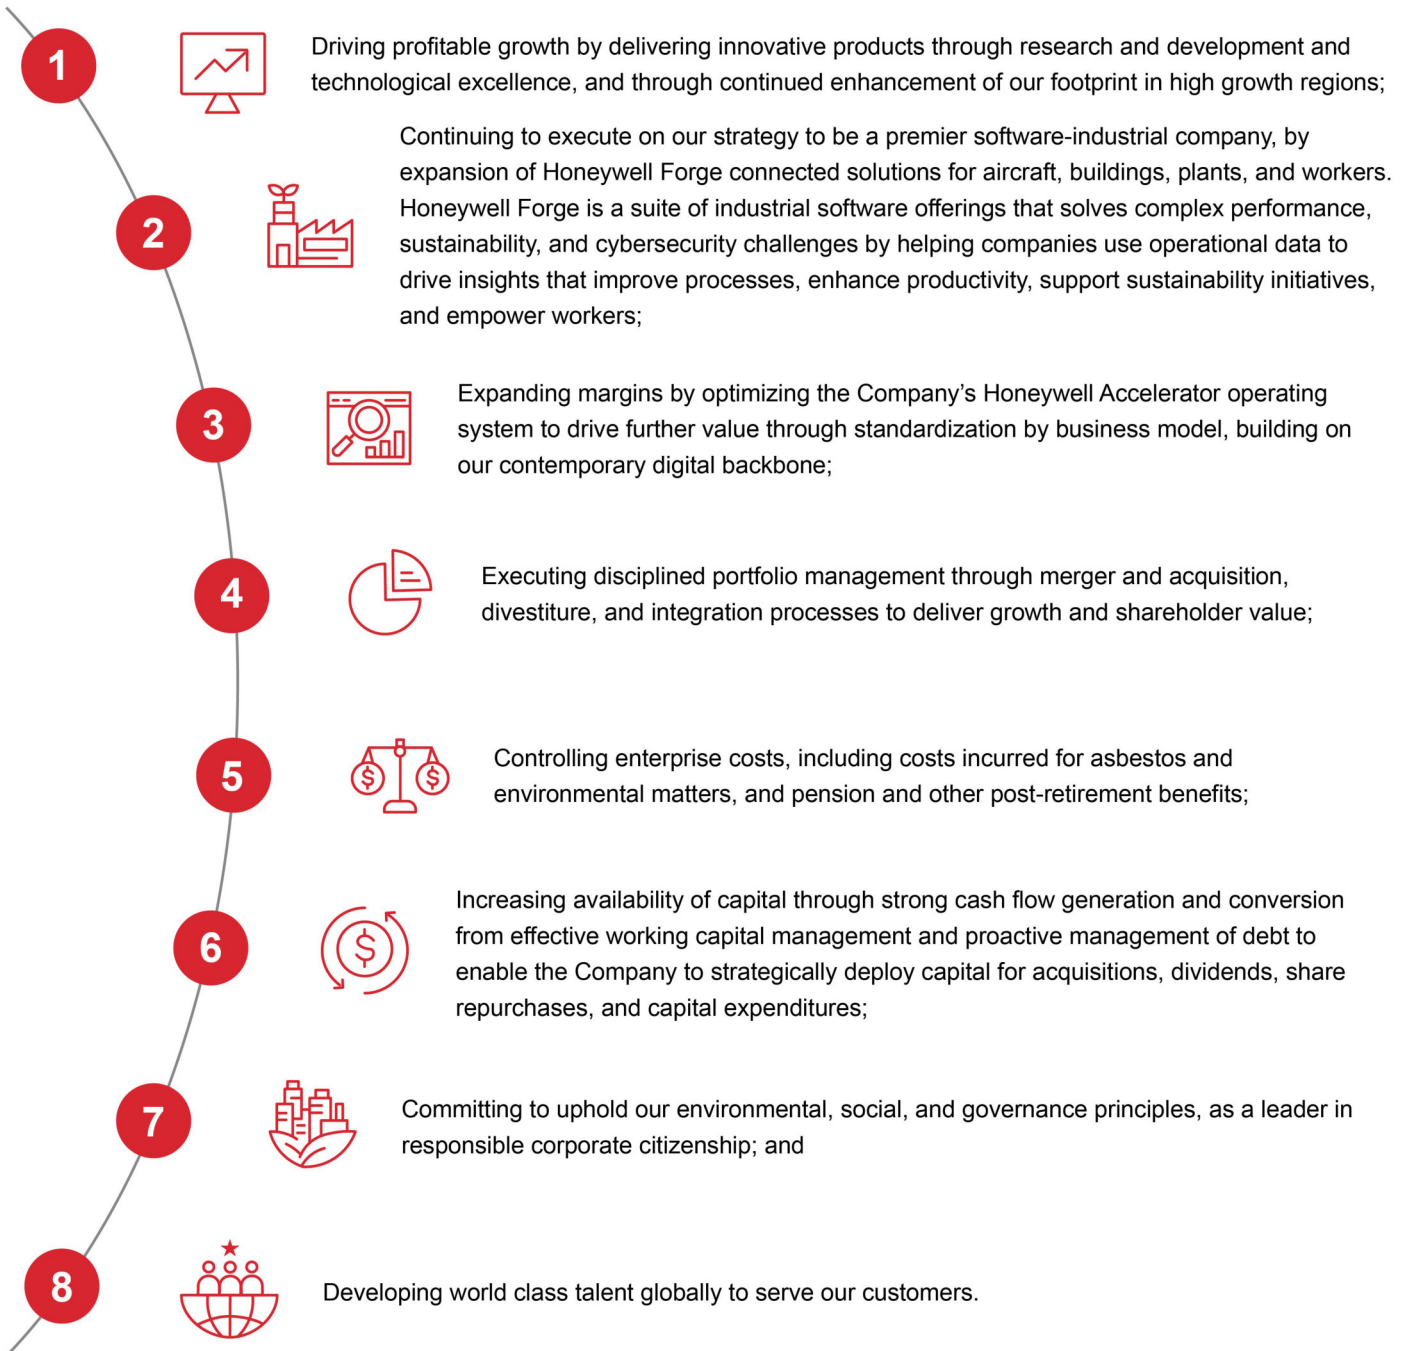 1
Driving profitable growth by delivering innovative products through research and development and
technological excellence, and through continued enhancement of our footprint in high growth regions;
2
Continuing to execute on our strategy to be a premier software-industrial company, by
expansion of Honeywell Forge connected solutions for aircraft, buildings, plants, and workers.
Honeywell Forge is a suite of industrial software offerings that solves complex performance,
sustainability, and cybersecurity challenges by helping companies use operational data to
drive insights that improve processes, enhance productivity, support sustainability initiatives,
and empower workers;
3
Expanding margins by optimizing the Company’s Honeywell Accelerator operating
system to drive further value through standardization by business model, building on
our contemporary digital backbone;
4
Executing disciplined portfolio management through merger and acquisition,
divestiture, and integration processes to deliver growth and shareholder value;
5
$ $
Controlling enterprise costs, including costs incurred for asbestos and
environmental matters, and pension and other post-retirement benefits;
6
$
Increasing availability of capital through strong cash flow generation and conversion
from effective working capital management and proactive management of debt to
enable the Company to strategically deploy capital for acquisitions, dividends, share
repurchases, and capital expenditures;
7
Committing to uphold our environmental, social, and governance principles, as a leader in
responsible corporate citizenship; and
8
Developing world class talent globally to serve our customers.